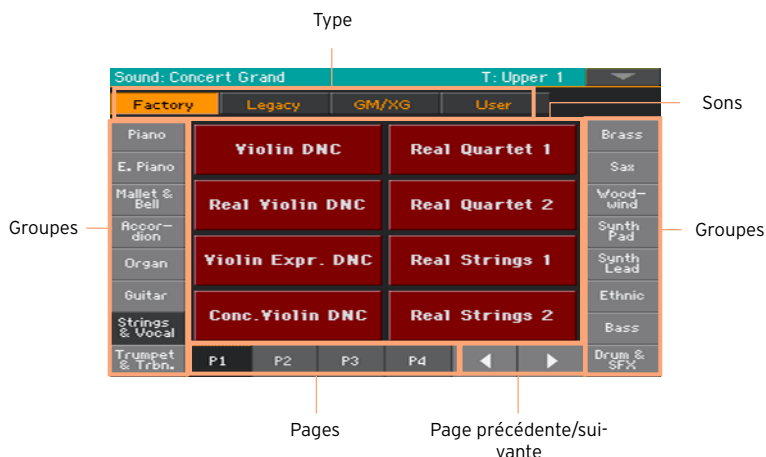 Type
Sound: Concert Grand T: Upper 1
Factory Legacy GM/XG User
Sons
Groupes
Piano
E. Piano
Mallet &
Bell
Accor-
dion
Organ
Guitar
Strings
& Vocal
Trumpet
& Trbn.
Violin DNC Real Quartet 1
Real Violin DNC Real Quartet 2
Violin Expr. DNC Real Strings 1
Conc.Violin DNC Real Strings 2
P1 P2 P3 P4
Brass
Sax
Wood-
wind
Synth
Pad
Synth
Lead
Ethnic
Bass
Drum &
SFX
Groupes
Pages
Page précédente/sui-
vante